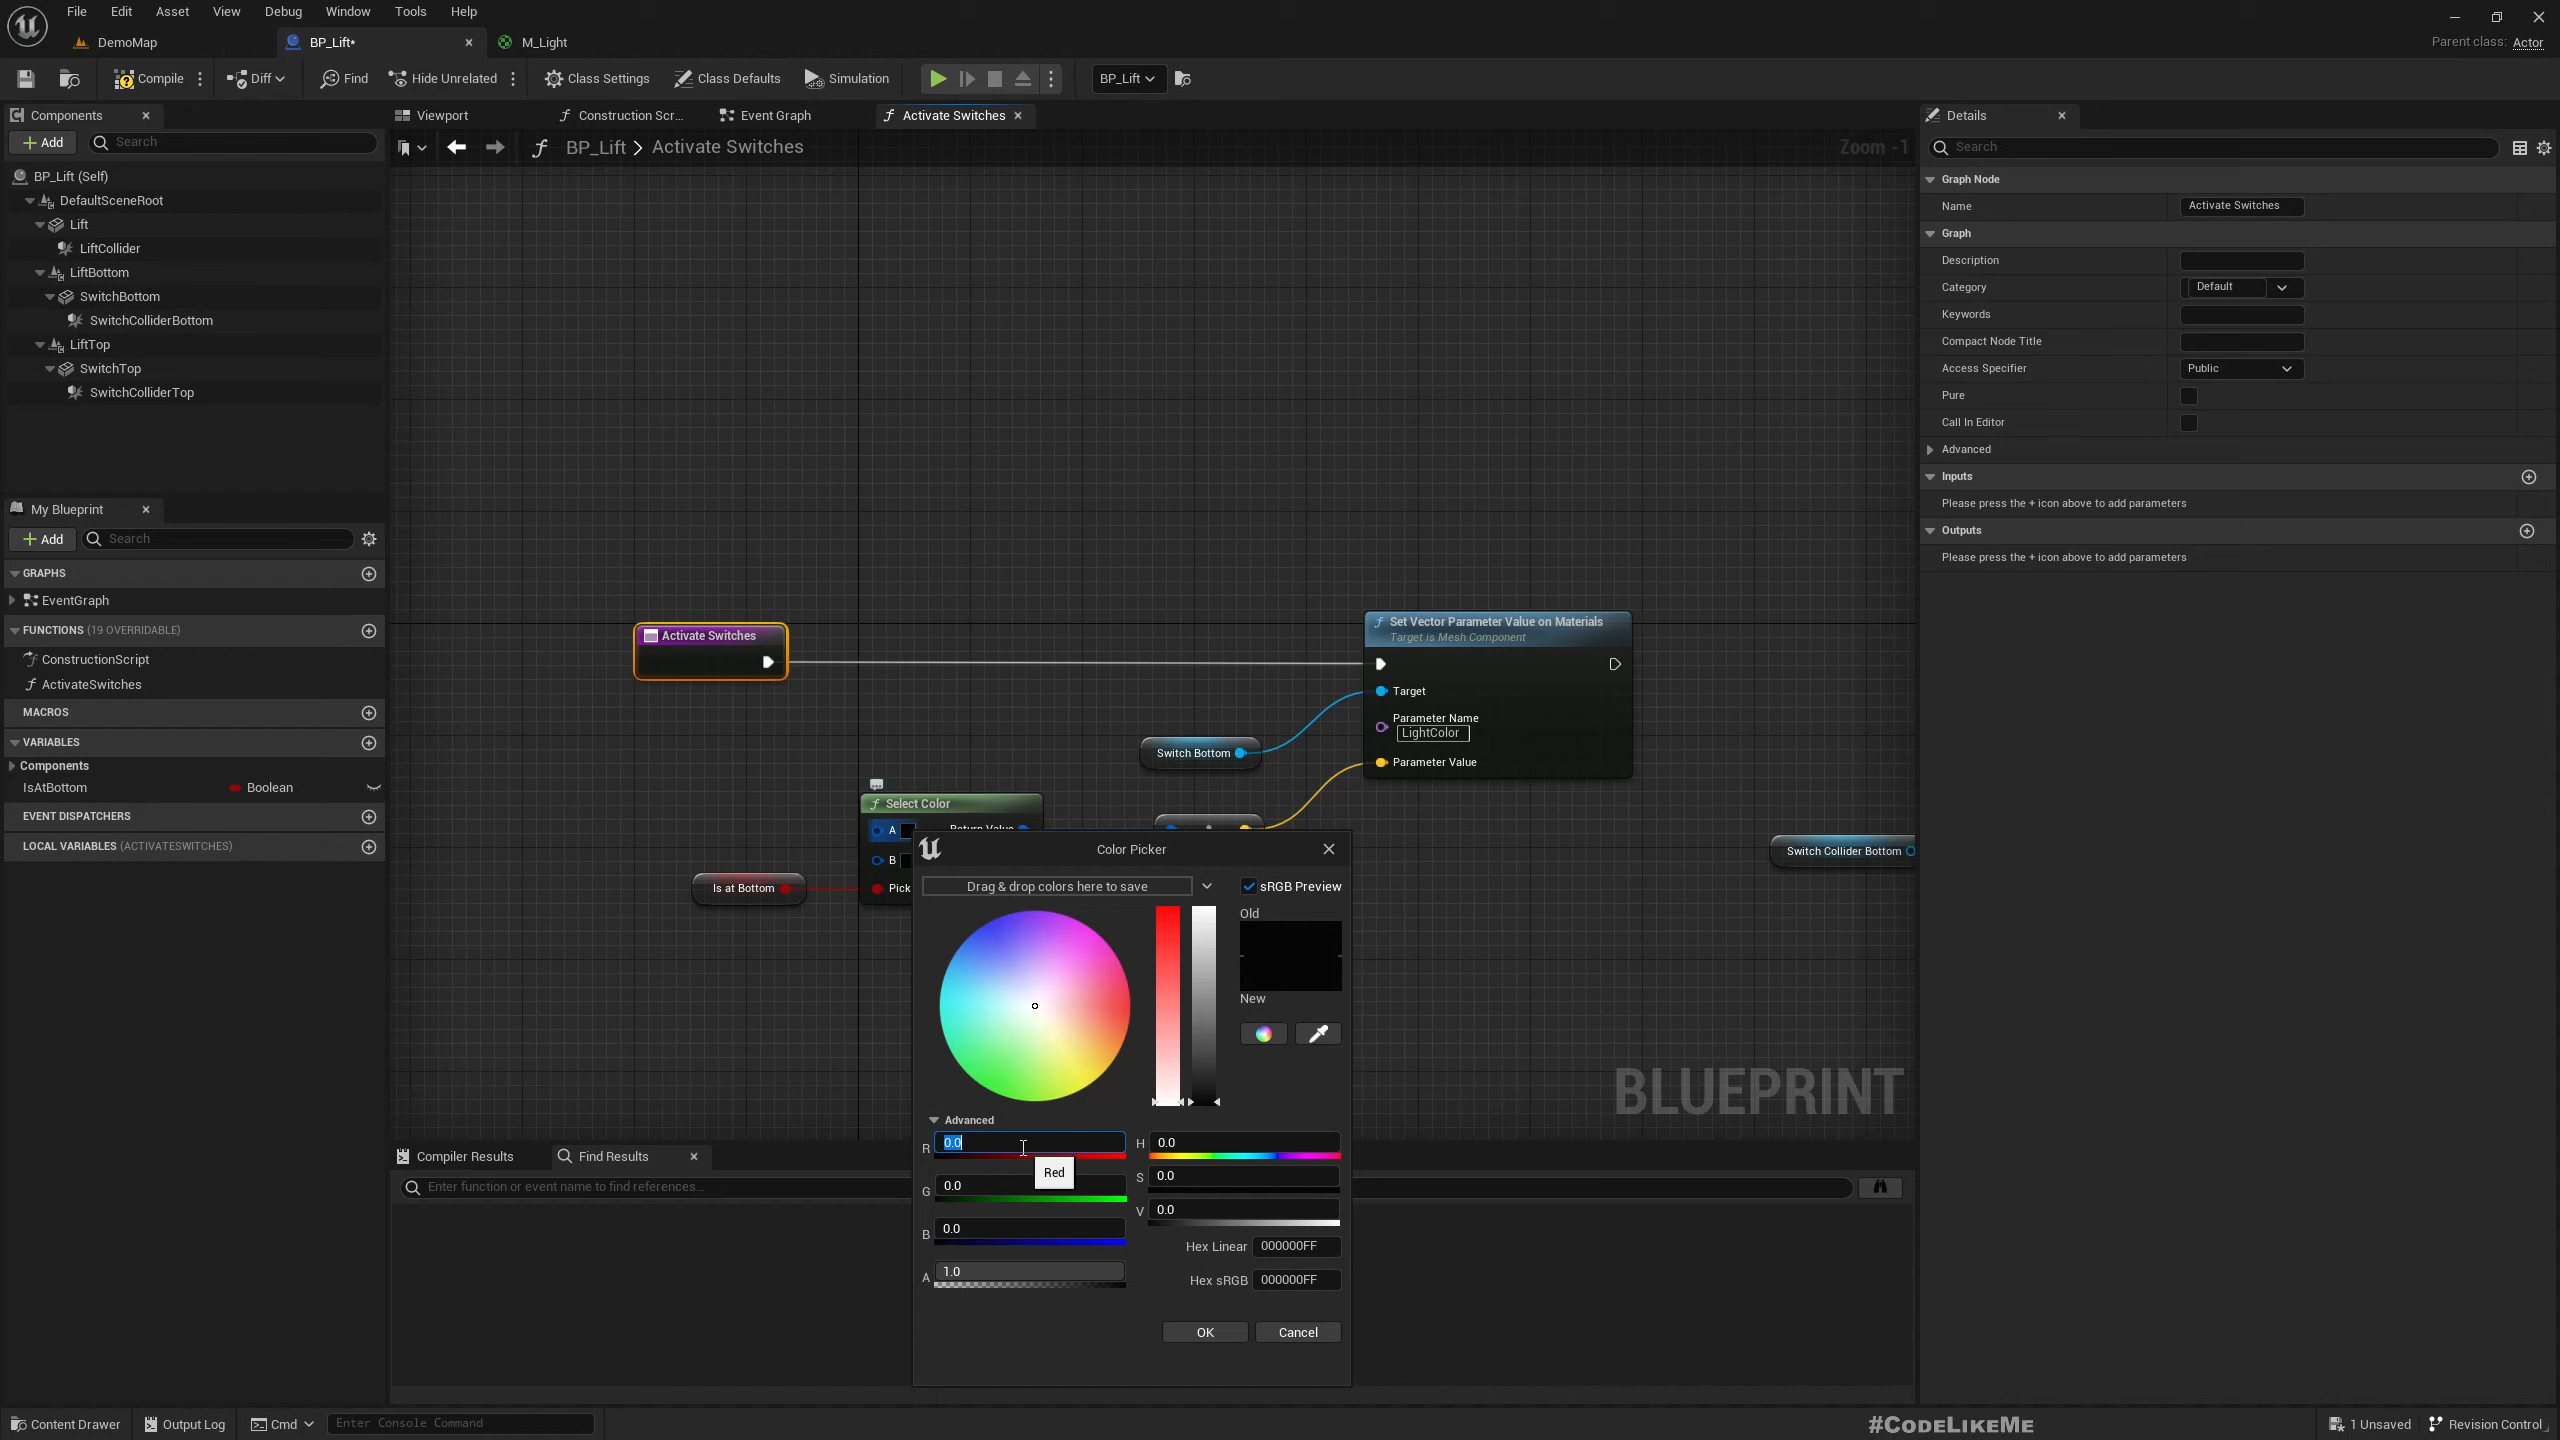 File Edit Asset View Debug Window Tools Help
DemoMap BP_Lift* M_Light
Parent class: Actor
Compile Diff Find Hide Unrelated Class Settings Class Defaults Simulation BP_Lift
Components
Add Search
BP_Lift (Self)
DefaultSceneRoot
Lift
LiftCollider
LiftBottom
SwitchBottom
SwitchColliderBottom
LiftTop
SwitchTop
SwitchColliderTop
My Blueprint
Add Search
GRAPHS
EventGraph
FUNCTIONS (19 OVERRIDABLE)
ConstructionScript
ActivateSwitches
MACROS
VARIABLES
Components
IsAtBottom Boolean
EVENT DISPATCHERS
LOCAL VARIABLES (ACTIVATESWITCHES)
Viewport Construction Scr... Event Graph Activate Switches
BP_Lift > Activate Switches
Zoom -1
Activate Switches
Set Vector Parameter Value on Materials
Target is Mesh Component
Target
Parameter Name
LightColor
Parameter Value
Switch Bottom
Select Color
A Return Value
B
Pick
Is at Bottom
Switch Collider Bottom
BLUEPRINT
Color Picker
Drag & drop colors here to save
sRGB Preview
Old
New
Advanced
R 0.0
Red
G 0.0
B 0.0
A 1.0
H 0.0
S 0.0
V 0.0
Hex Linear 000000FF
Hex sRGB 000000FF
OK Cancel
Compiler Results Find Results
Enter function or event name to find references...
Details
Search
Graph Node
Name Activate Switches
Graph
Description
Category Default
Keywords
Compact Node Title
Access Specifier Public
Pure
Call In Editor
Advanced
Inputs
Please press the + icon above to add parameters
Outputs
Please press the + icon above to add parameters
Content Drawer Output Log Cmd Enter Console Command
#CODELIKEME
1 Unsaved Revision Control